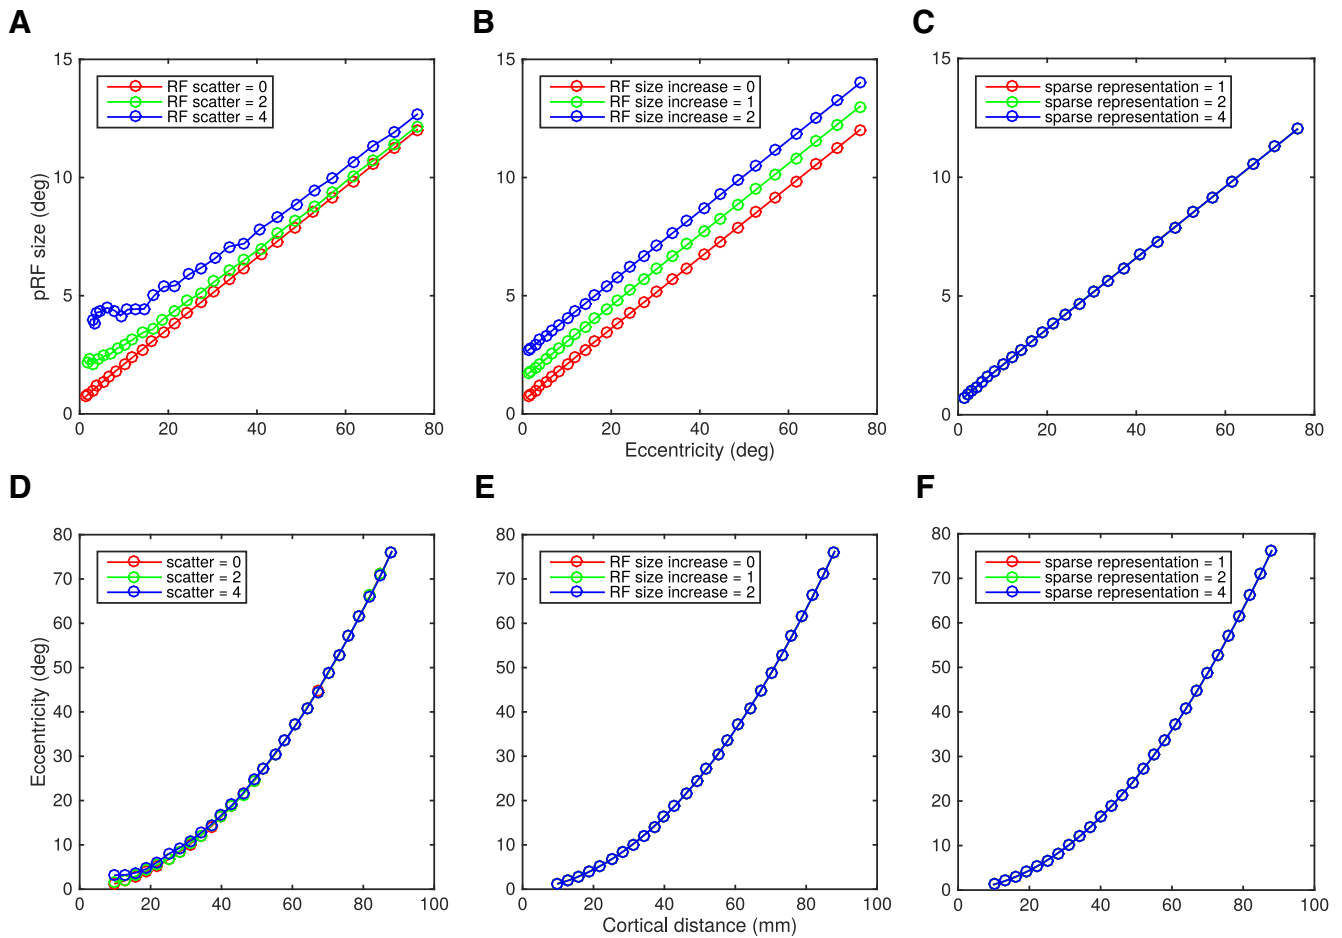 A
B
C
15
10
5
0
0
20
40
60
80
pRF size (deg)
RF scatter = 0
RF scatter = 2
RF scatter = 4
15
10
5
0
0
20
40
60
80
Eccentricity (deg)
RF size increase = 0
RF size increase = 1
RF size increase = 2
15
10
5
0
0
20
40
60
80
sparse representation = 1
sparse representation = 2
sparse representation = 4
D
E
F
80
70
60
50
40
30
20
10
0
0
20
40
60
80
100
Eccentricity (deg)
scatter = 0
scatter = 2
scatter = 4
80
70
60
50
40
30
20
10
0
0
20
40
60
80
100
Cortical distance (mm)
RF size increase = 0
RF size increase = 1
RF size increase = 2
80
70
60
50
40
30
20
10
0
0
20
40
60
80
100
sparse representation = 1
sparse representation = 2
sparse representation = 4